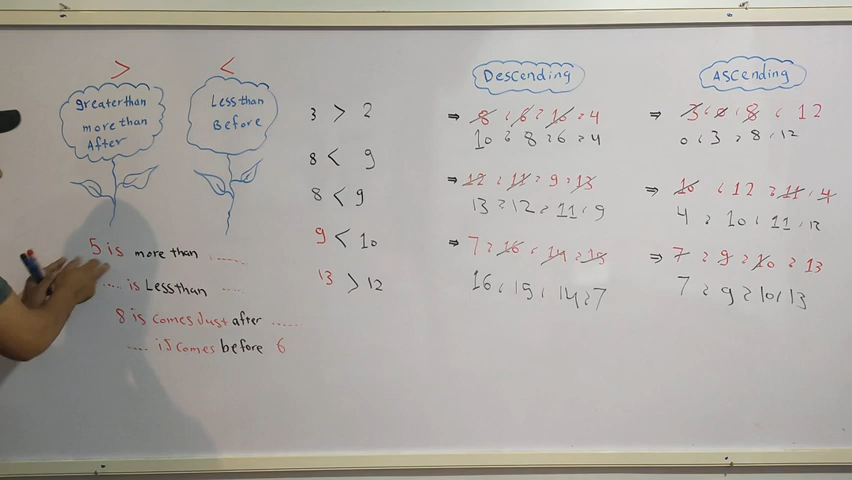 >
greater than
more than
After
<
Less than
Before
5 is more than ......
.... is Less than ....
8 is comes Just after ......
.... is comes before 6
3 > 2
8 < 9
8 < 9
9 < 10
13 > 12
Descending
⇒ 8 , 6 , 10 , 4
10 , 8 , 6 , 4
⇒ 12 , 11 , 9 , 13
13 , 12 , 11 , 9
⇒ 7 , 16 , 14 , 15
16 , 15 , 14 , 7
ASCending
⇒ 3 , 0 , 8 , 12
0 , 3 , 8 , 12
⇒ 10 , 12 , 11 , 4
4 , 10 , 11 , 12
⇒ 7 , 9 , 10 , 13
7 , 9 , 10 , 13